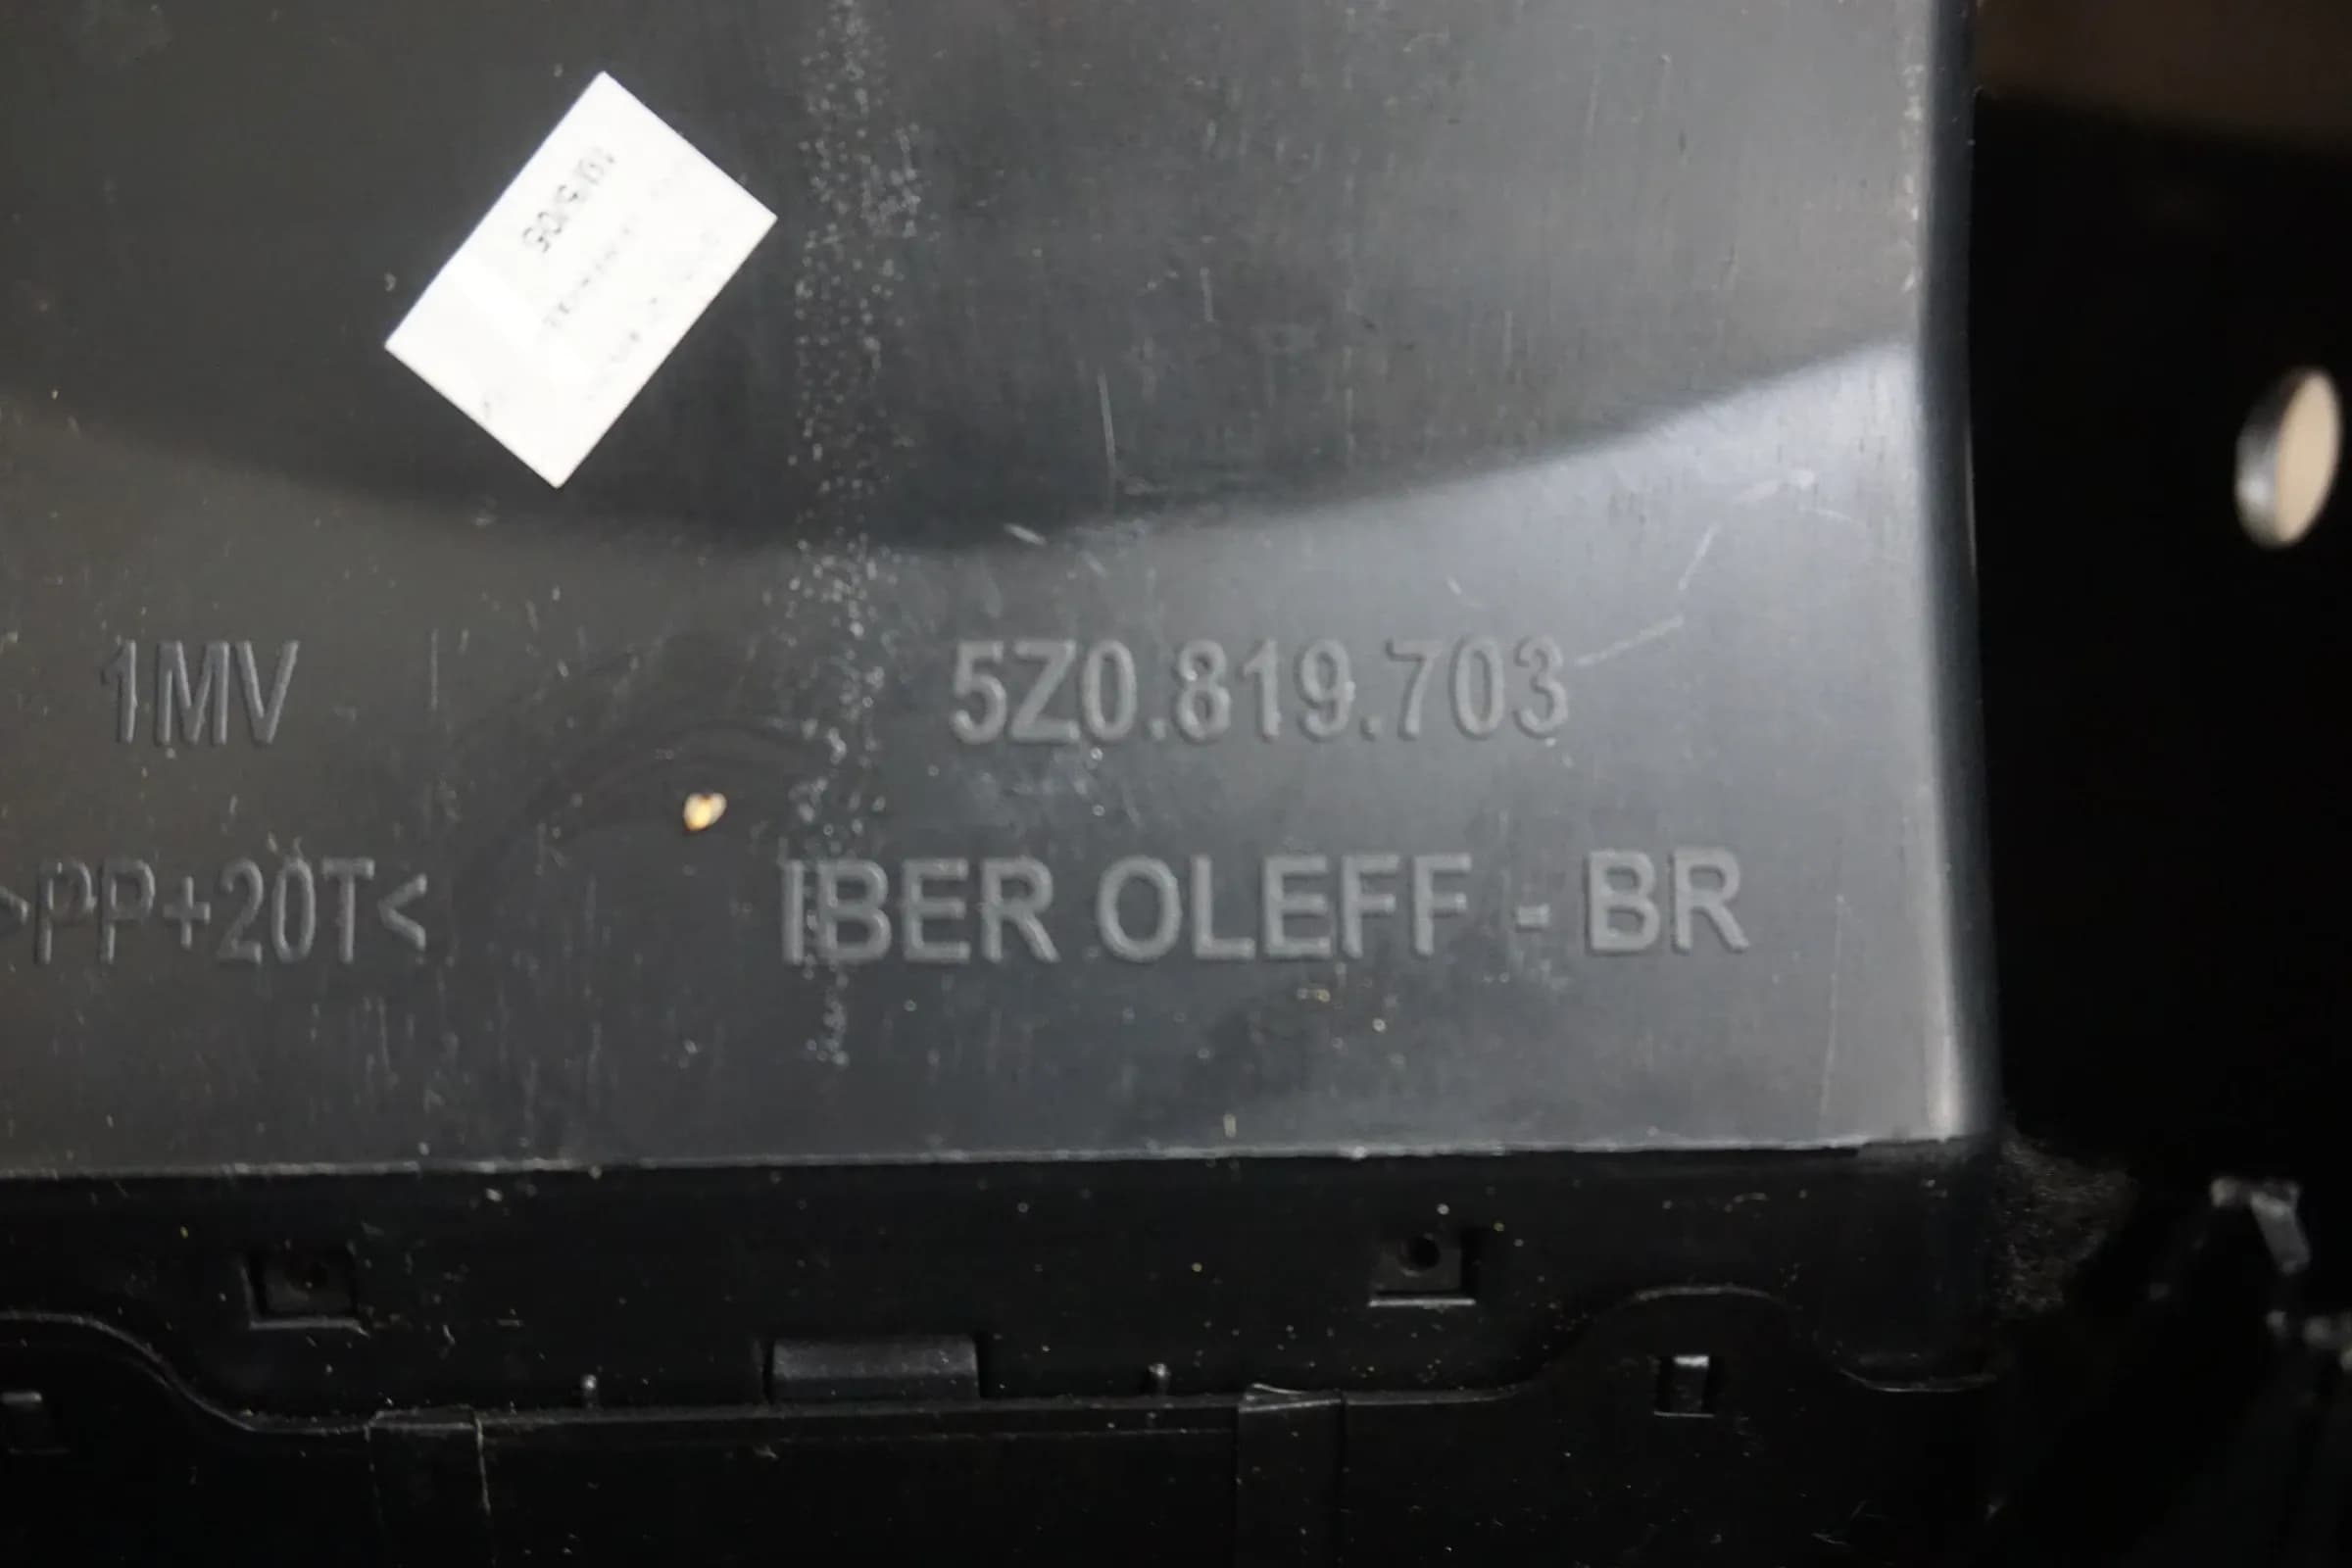 1MV
5Z0.819.703
>PP+20T<
IBER OLEFF - BR